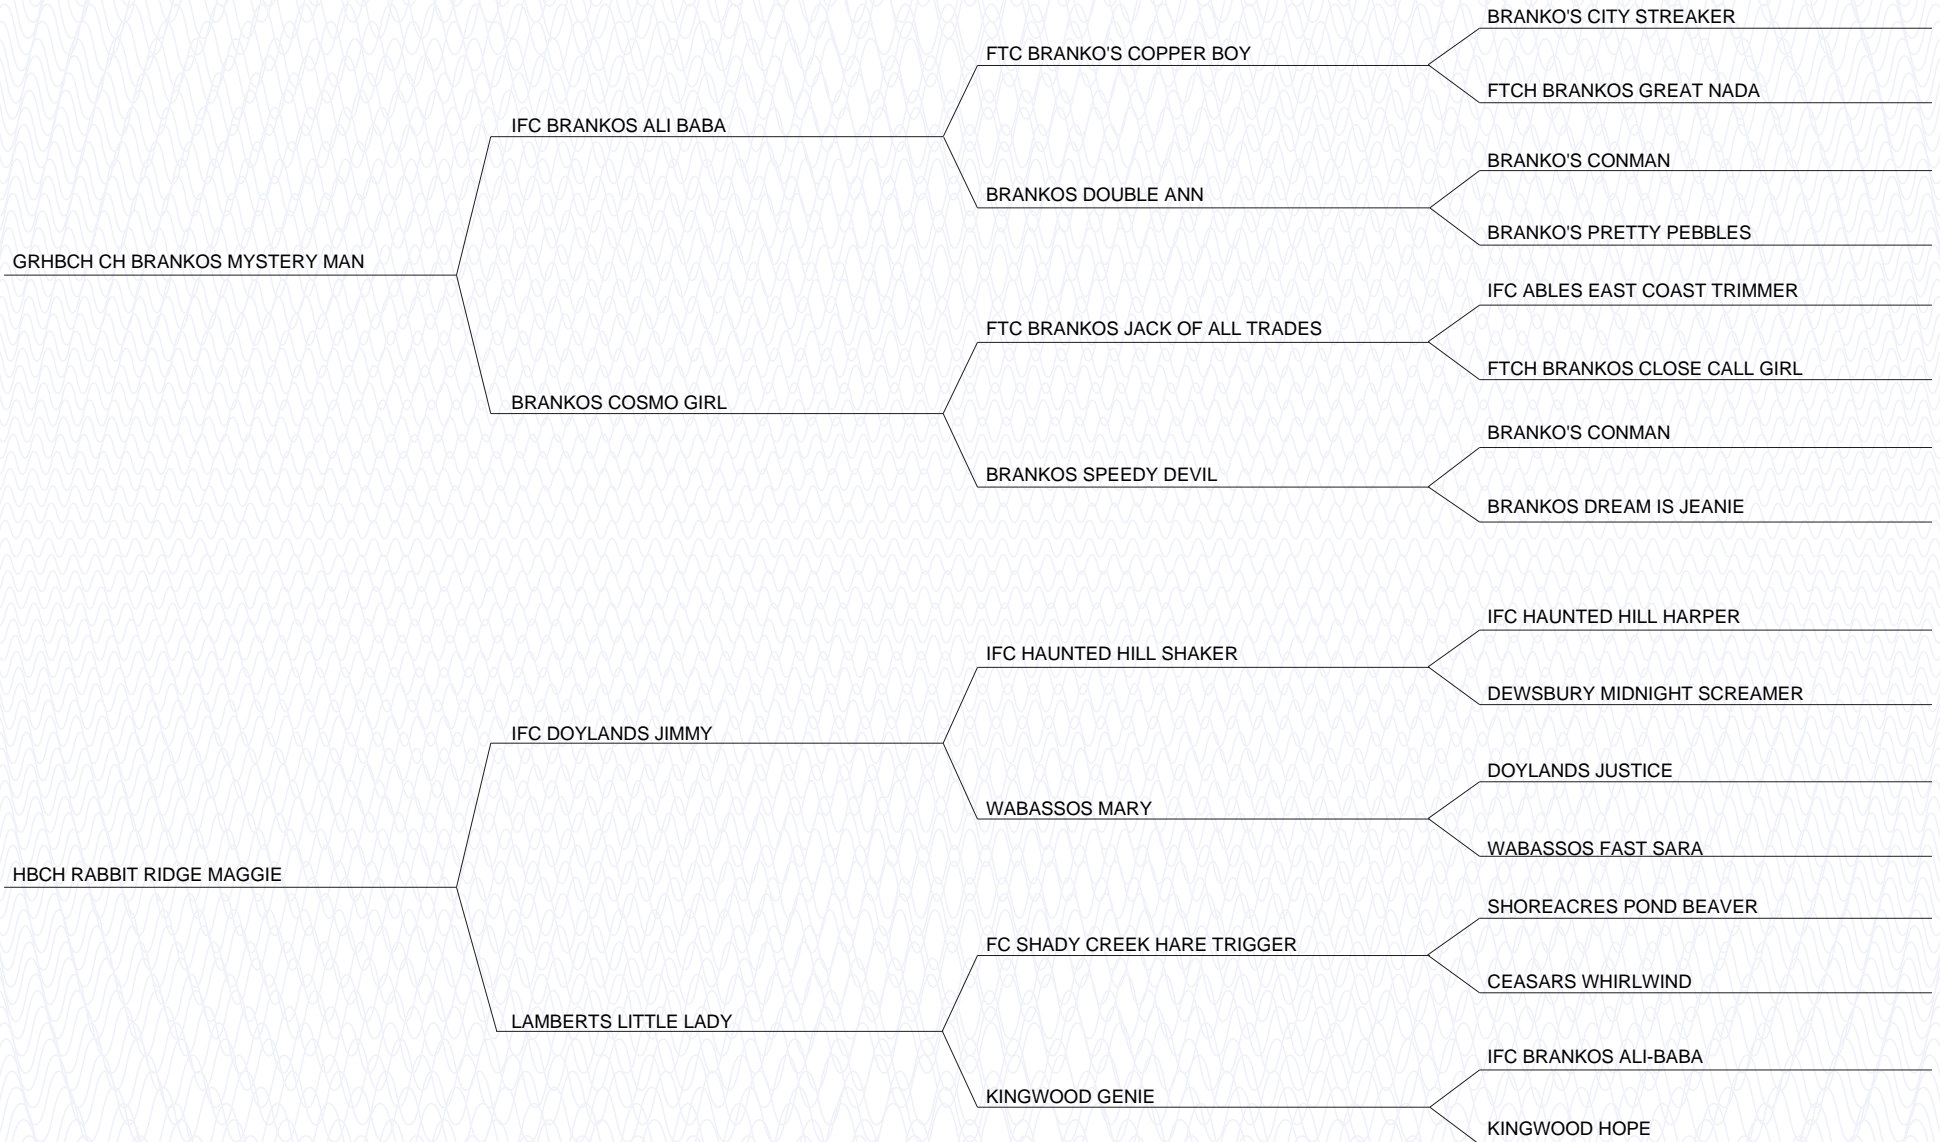 BRANKO'S CITY STREAKER
FTC BRANKO'S COPPER BOY
FTCH BRANKOS GREAT NADA
IFC BRANKOS ALI BABA
BRANKO'S CONMAN
BRANKOS DOUBLE ANN
BRANKO'S PRETTY PEBBLES
GRHBCH CH BRANKOS MYSTERY MAN
IFC ABLES EAST COAST TRIMMER
FTC BRANKOS JACK OF ALL TRADES
FTCH BRANKOS CLOSE CALL GIRL
BRANKOS COSMO GIRL
BRANKO'S CONMAN
BRANKOS SPEEDY DEVIL
BRANKOS DREAM IS JEANIE
IFC HAUNTED HILL HARPER
IFC HAUNTED HILL SHAKER
DEWSBURY MIDNIGHT SCREAMER
IFC DOYLANDS JIMMY
DOYLANDS JUSTICE
WABASSOS MARY
WABASSOS FAST SARA
HBCH RABBIT RIDGE MAGGIE
SHOREACRES POND BEAVER
FC SHADY CREEK HARE TRIGGER
CEASARS WHIRLWIND
LAMBERTS LITTLE LADY
IFC BRANKOS ALI-BABA
KINGWOOD GENIE
KINGWOOD HOPE